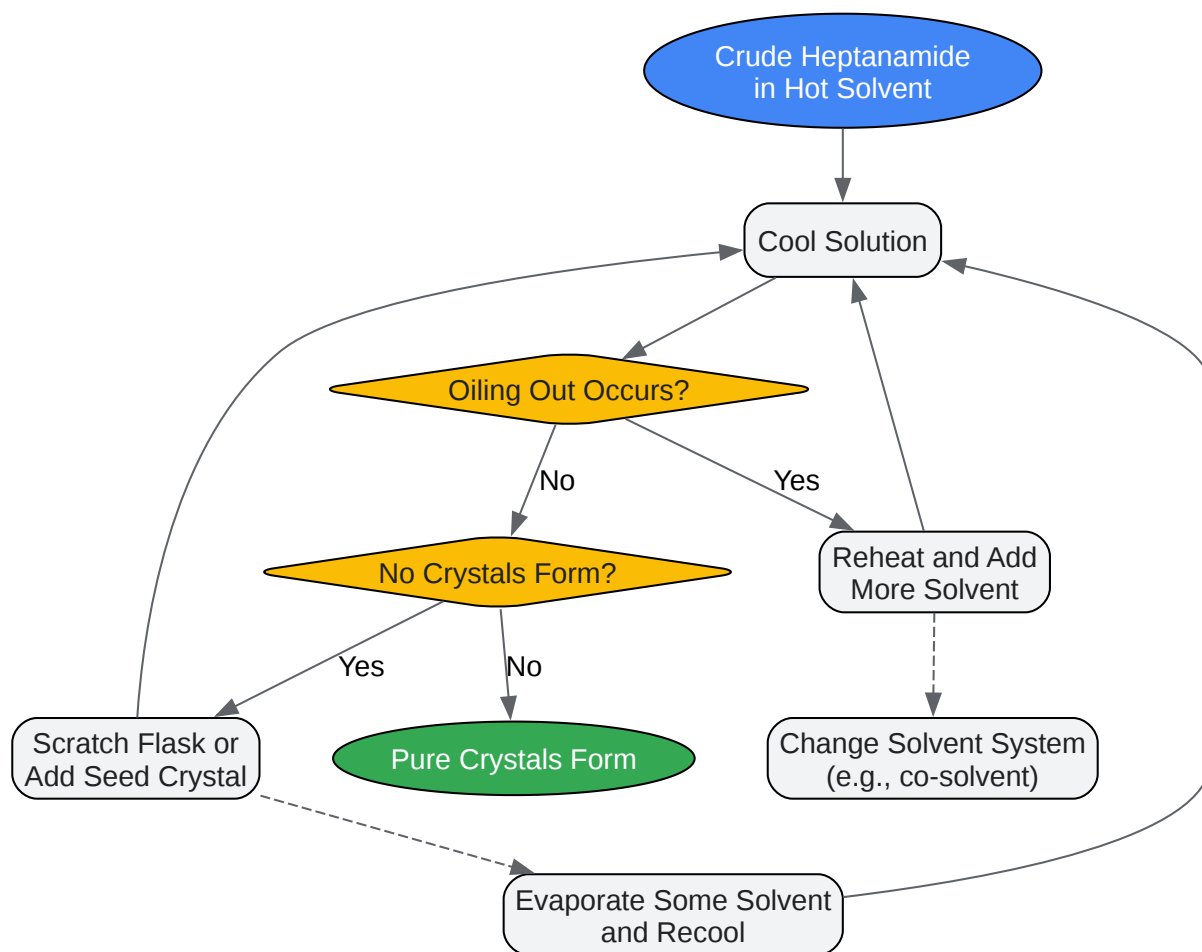 Crude Heptanamide
in Hot Solvent
Cool Solution
Oiling Out Occurs?
No
Yes
No Crystals Form?
Reheat and Add
More Solvent
Yes
No
Scratch Flask or
Add Seed Crystal
Pure Crystals Form
Change Solvent System
(e.g., co-solvent)
Evaporate Some Solvent
and Recool